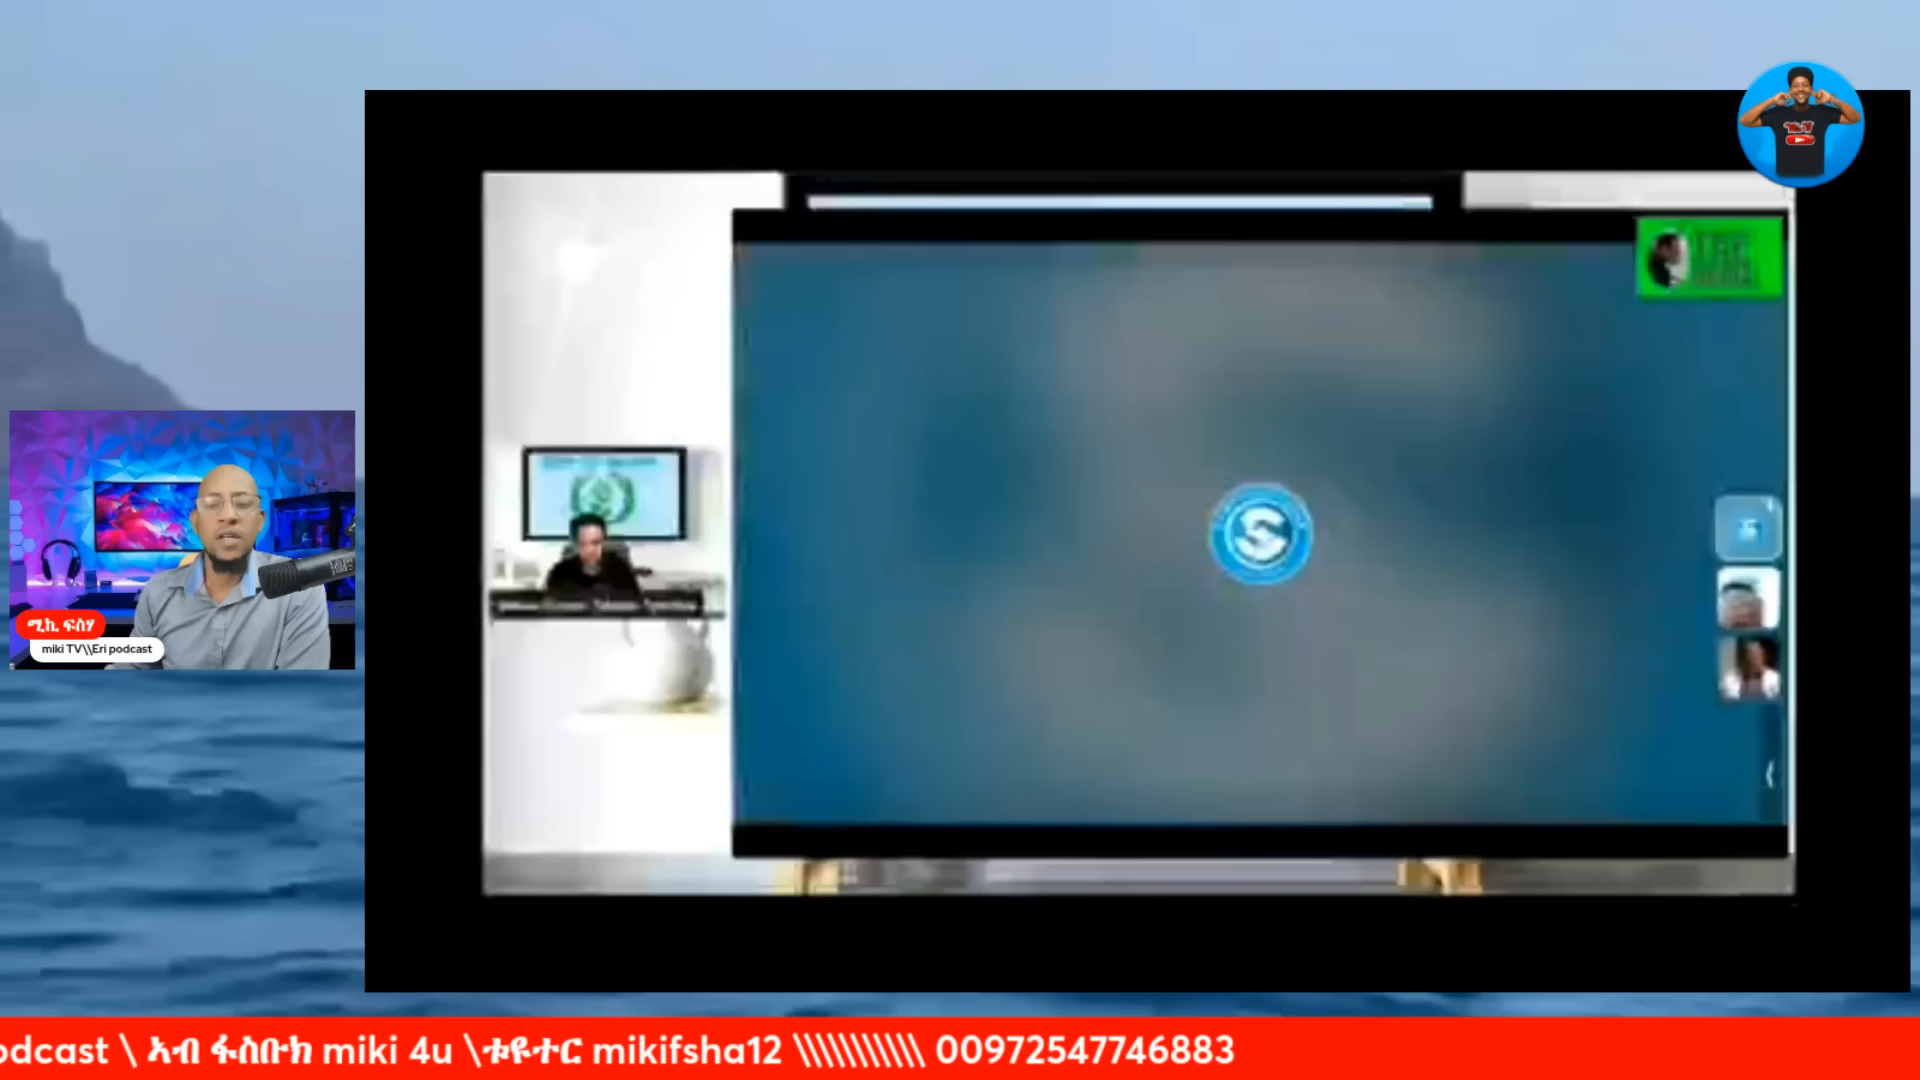 ሚኪ ፍስሃ
miki TV\\Eri podcast
odcast \ ኣብ ፋስቡክ miki 4u \ቱዩተር mikifsha12 \\\\\\\\\\\ 00972547746883